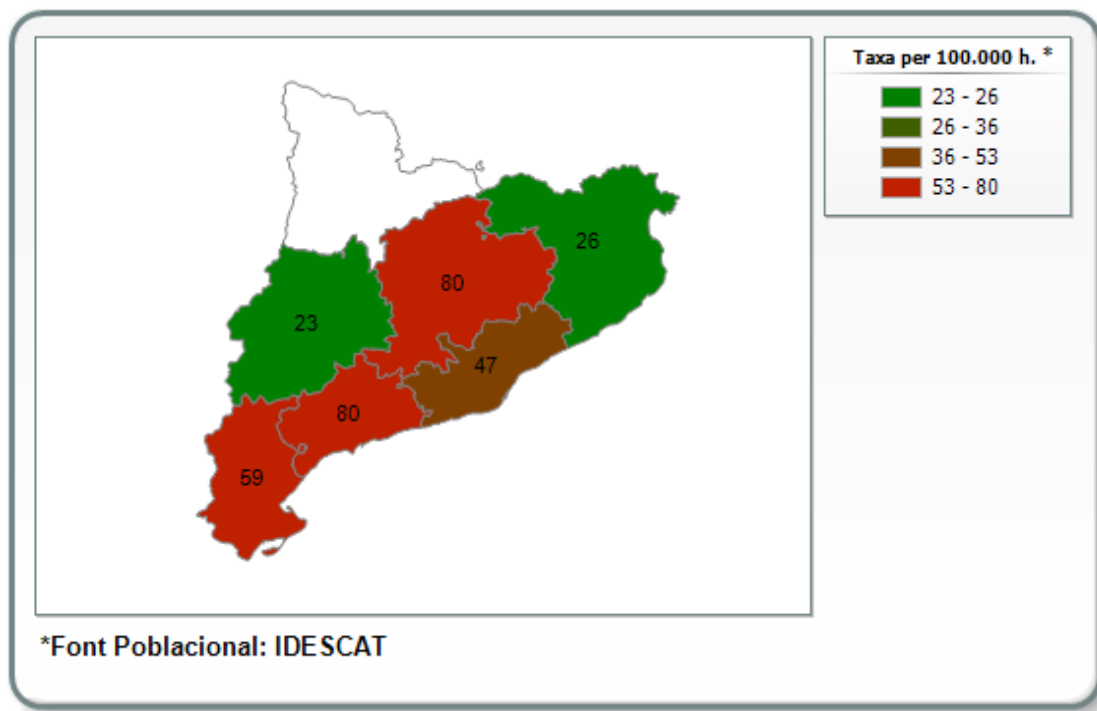 Taxa per 100.000 h. *
23 - 26
26 - 36
36 - 53
53 - 80
26
80
23
47
80
59
*Font Poblacional: IDESCAT